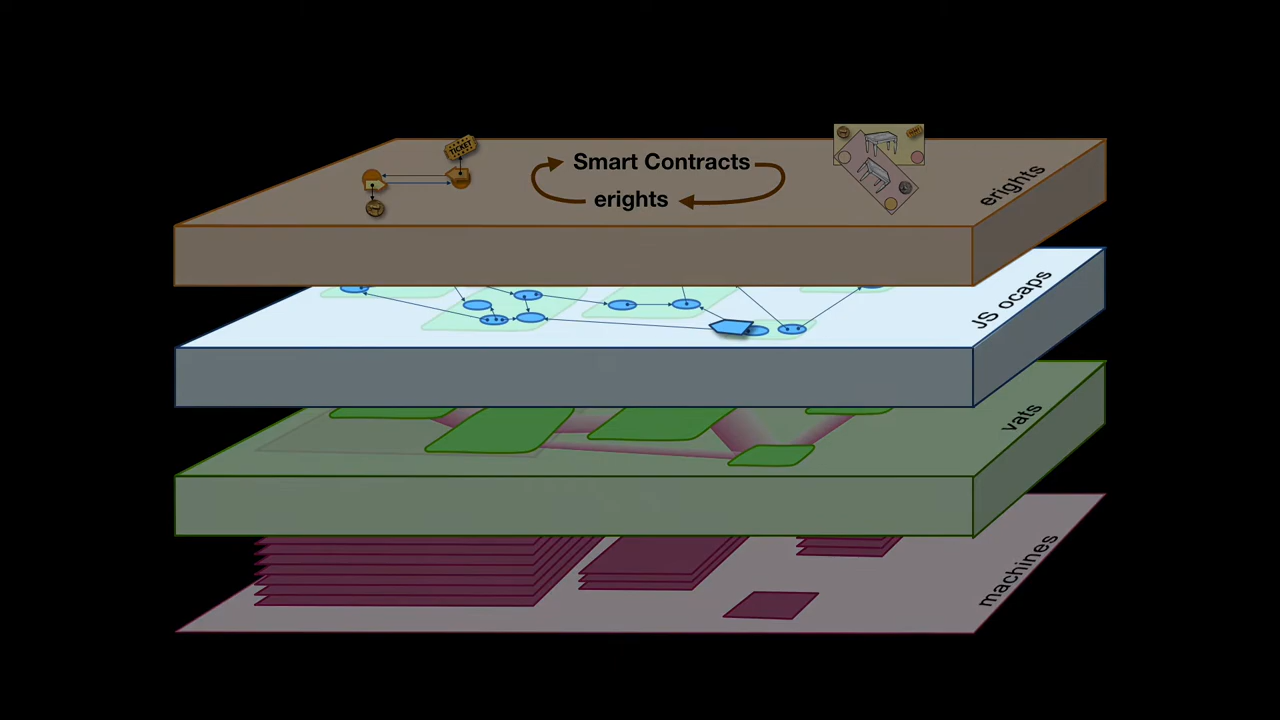 TICKET
Smart Contracts
erights
erights
JS ocaps
vats
machines